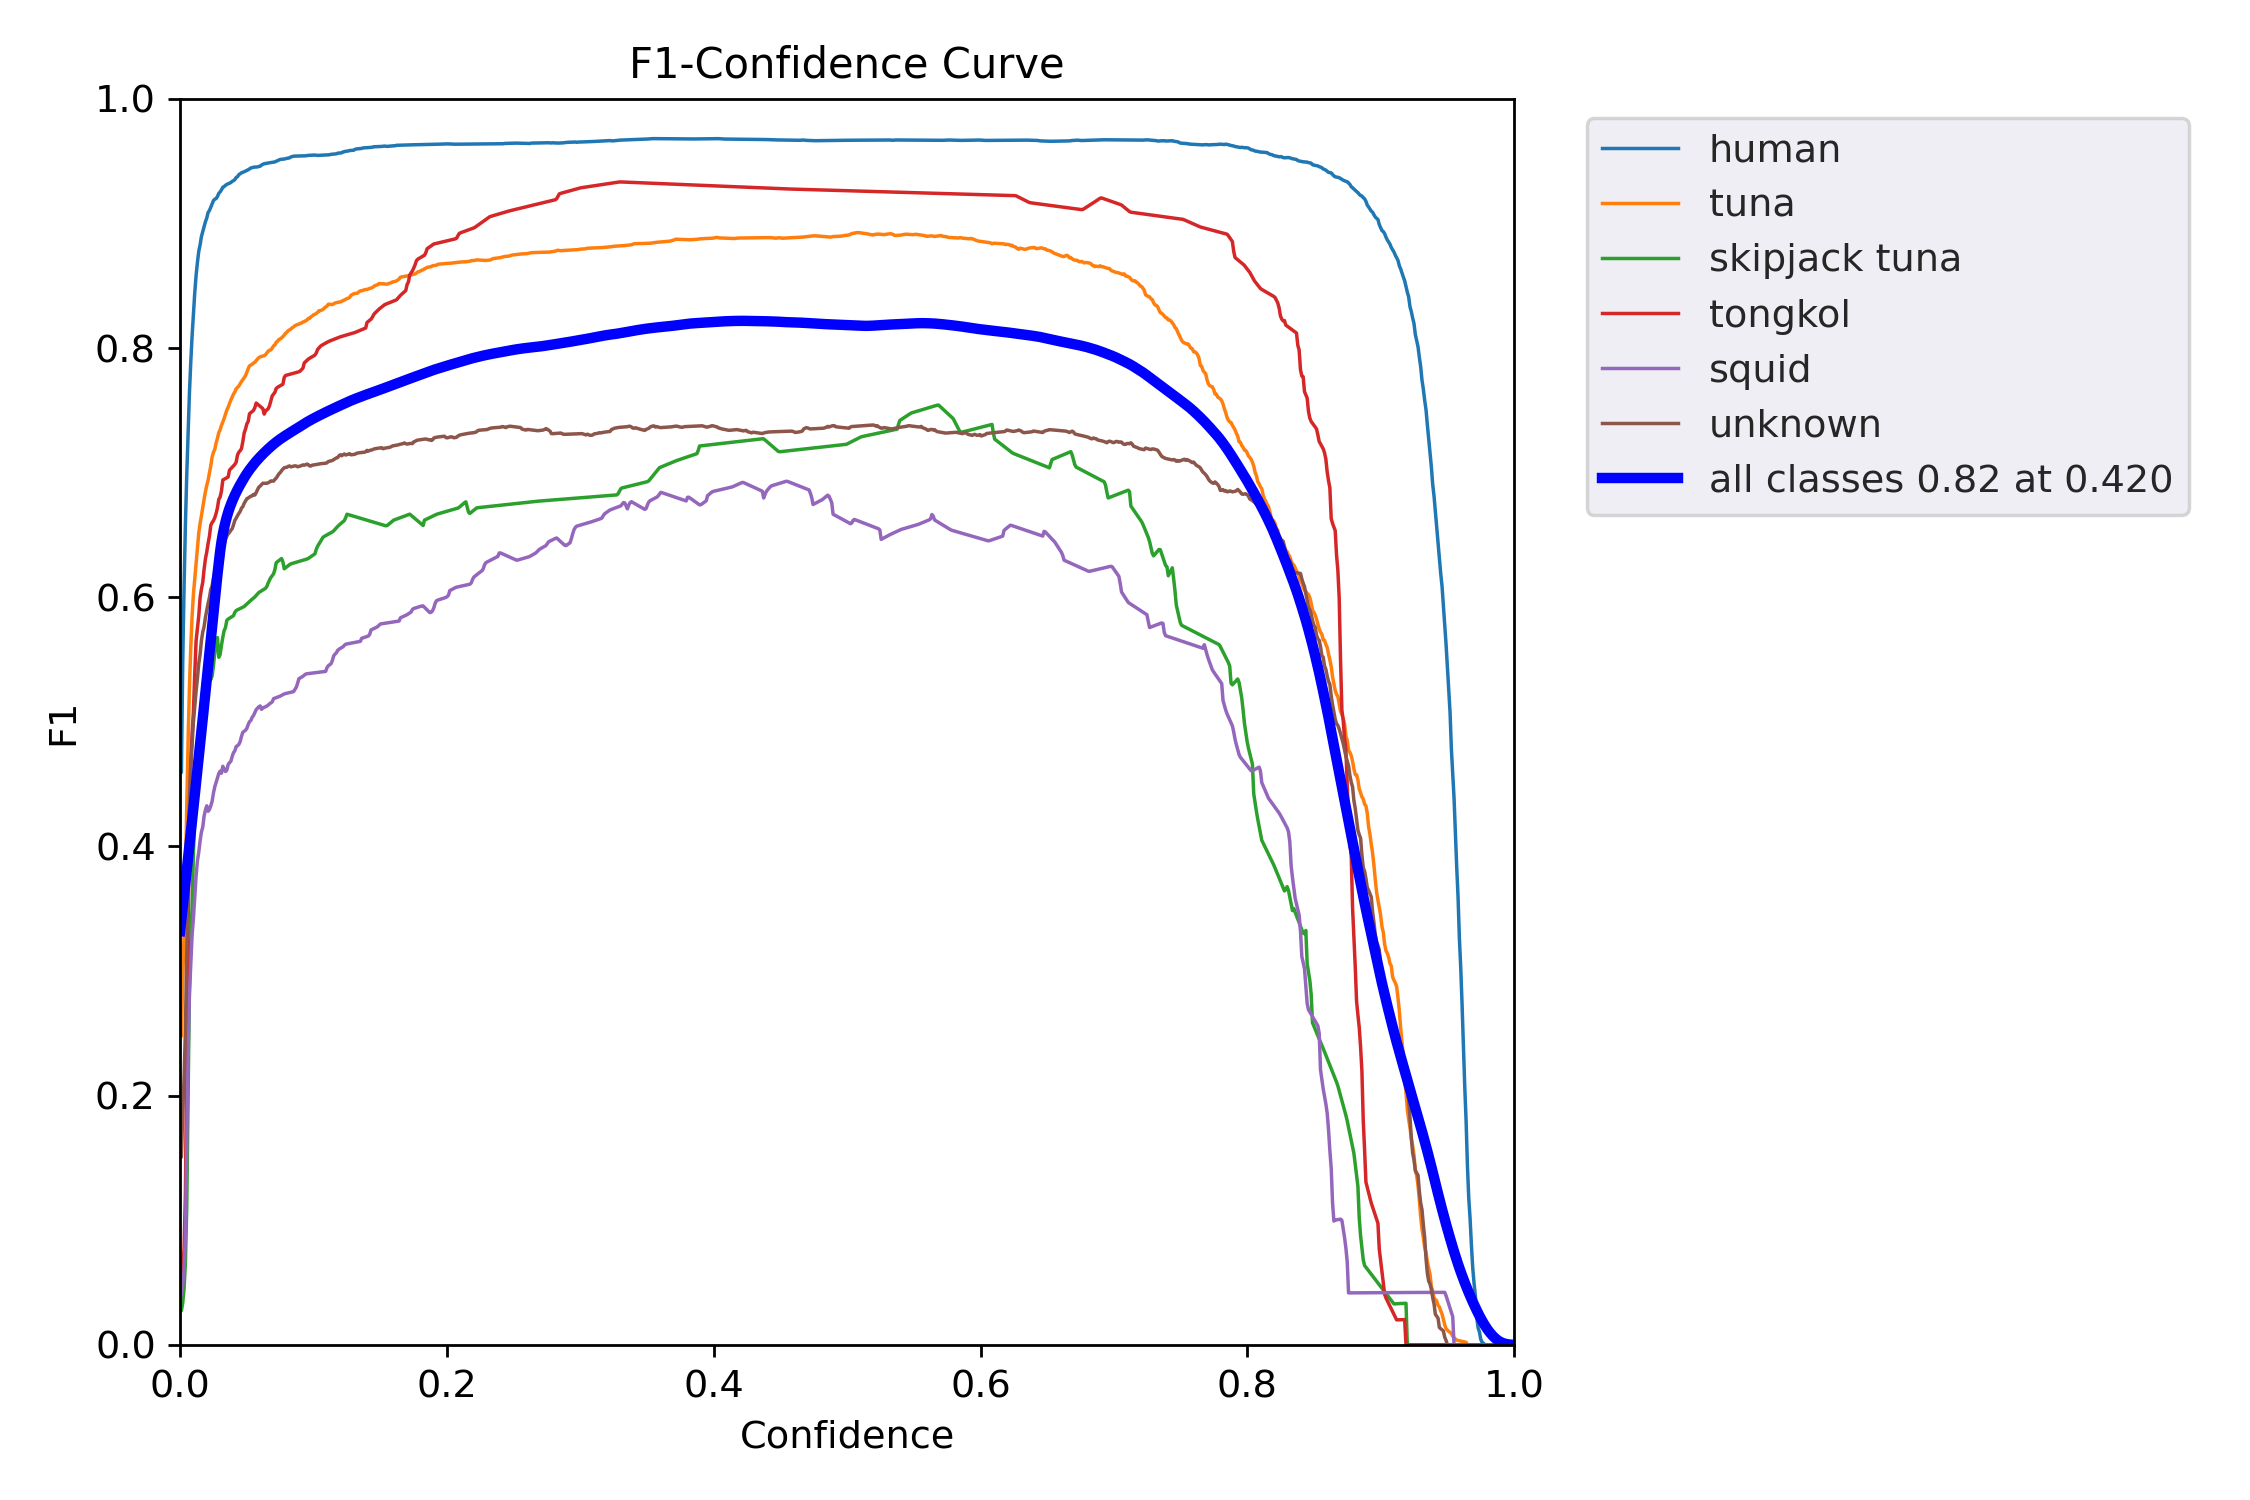 F1-Confidence Curve
1.0
0.8
0.6
0.4
0.2
0.0
F1
0.0 0.2 0.4 0.6 0.8 1.0
Confidence
human
tuna
skipjack tuna
tongkol
squid
unknown
all classes 0.82 at 0.420